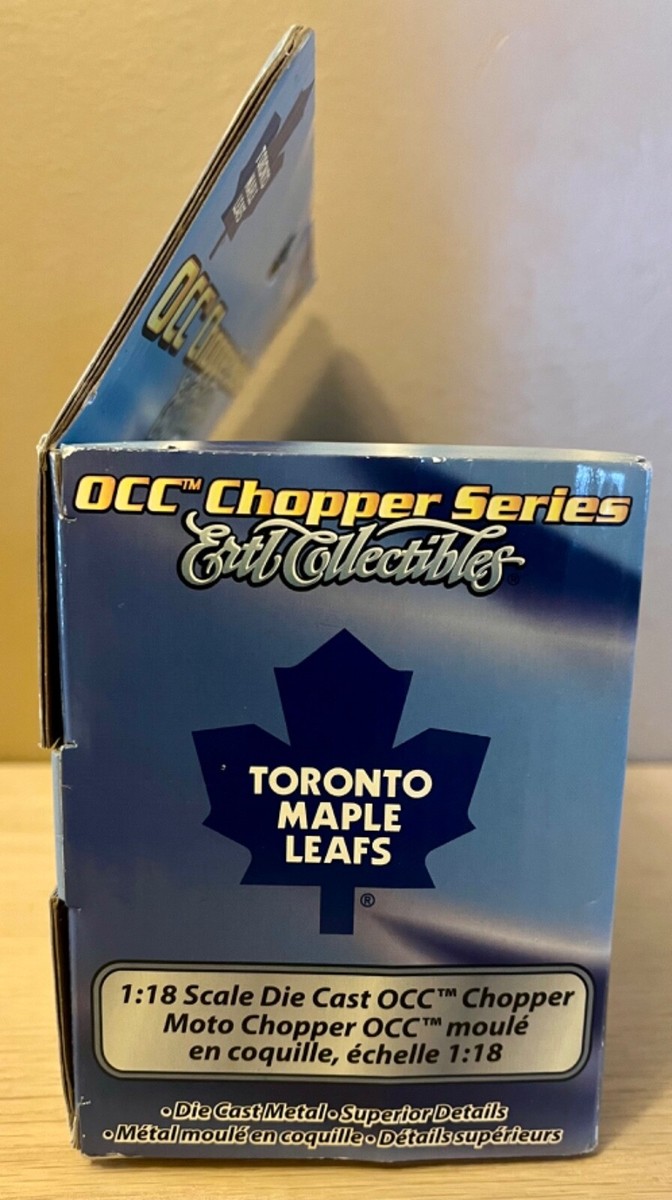 OCC
OCC™ Chopper Series
Ertl Collectibles®
TORONTO
MAPLE
LEAFS
®
1:18 Scale Die Cast OCC™ Chopper
Moto Chopper OCC™ moulé
en coquille, échelle 1:18
• Die Cast Metal • Superior Details
• Métal moulé en coquille • Détails supérieurs